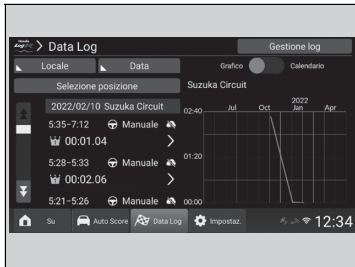 Honda
LogR Data Log
Gestione log
Locale
Data
Grafico
Calendario
Selezione posizione
Suzuka Circuit
2022/02/10 Suzuka Circuit
5:35-7:12 Manuale
00:01.04
5:28-5:33 Manuale
00:02.06
5:21-5:26 Manuale
2022
Jul Oct Jan Apr
02:40
01:20
00:00
Su
Auto Score
Data Log
Impostaz.
12:34